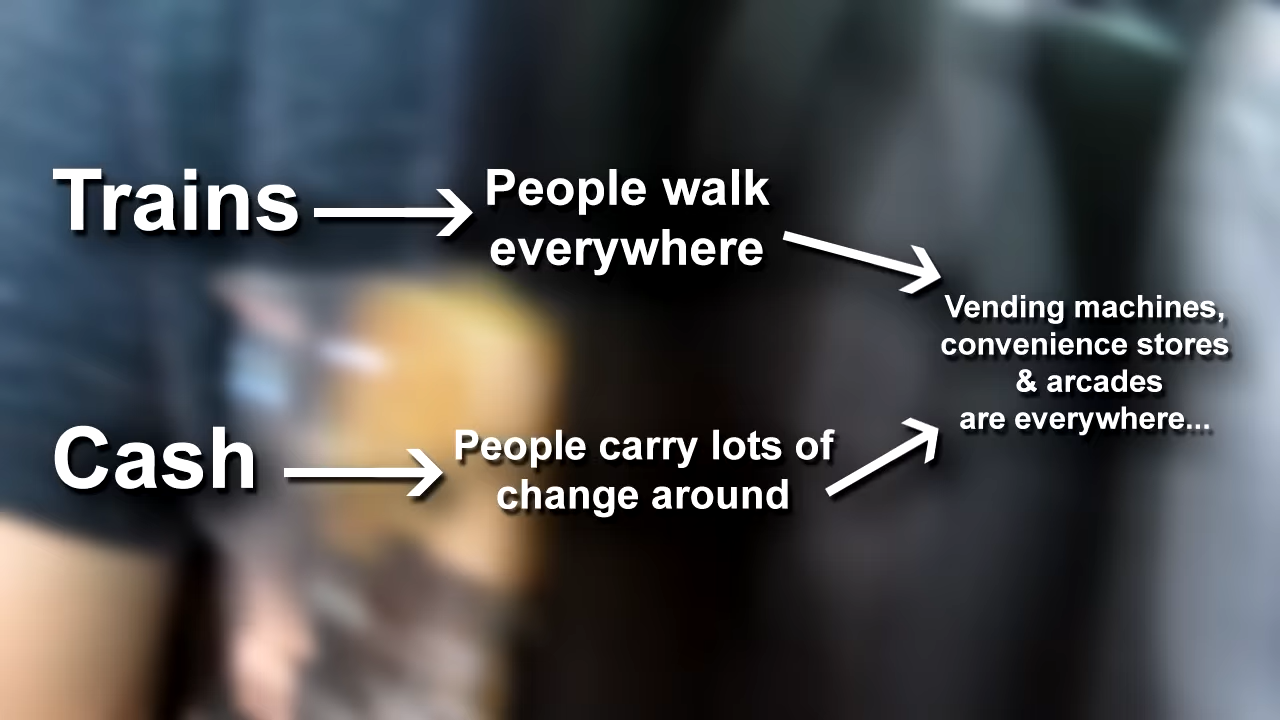 Trains
People walk
everywhere
Vending machines,
convenience stores
& arcades
are everywhere...
Cash
People carry lots of
change around